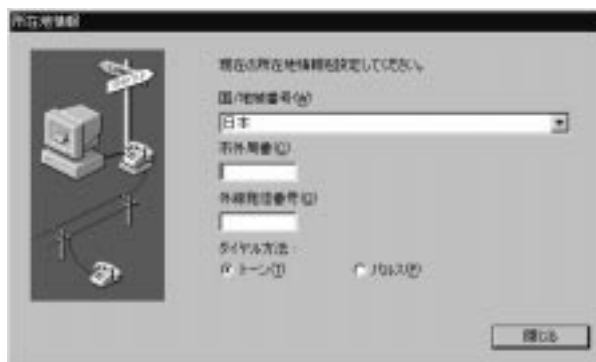 所在地情報
現在の所在地情報を設定してください。
国/地域番号(W)
日本
市外局番(C)
外線発信番号(O)
ダイヤル方法:
トーン(T) パルス(P)
閉じる